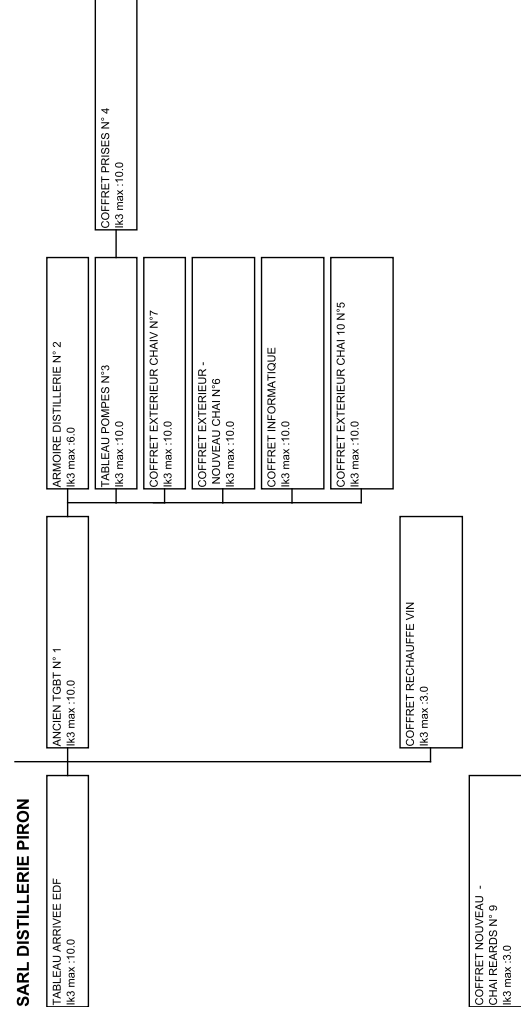 SARL DISTILLERIE PIRON
TABLEAU ARRIVEE EDF
Ik3 max :10.0
ANCIEN TGBT N° 1
Ik3 max :10.0
ARMOIRE DISTILLERIE N° 2
Ik3 max :6.0
TABLEAU POMPES N°3
Ik3 max :10.0
COFFRET PRISES N° 4
Ik3 max :10.0
COFFRET EXTERIEUR CHAIV N°7
Ik3 max :10.0
COFFRET EXTERIEUR -
NOUVEAU CHAI N°6
Ik3 max :10.0
COFFRET INFORMATIQUE
Ik3 max :10.0
COFFRET EXTERIEUR CHAI 10 N°5
Ik3 max :10.0
COFFRET RECHAUFFE VIN
Ik3 max :3.0
COFFRET NOUVEAU -
CHAI REARDS N° 9
Ik3 max :3.0